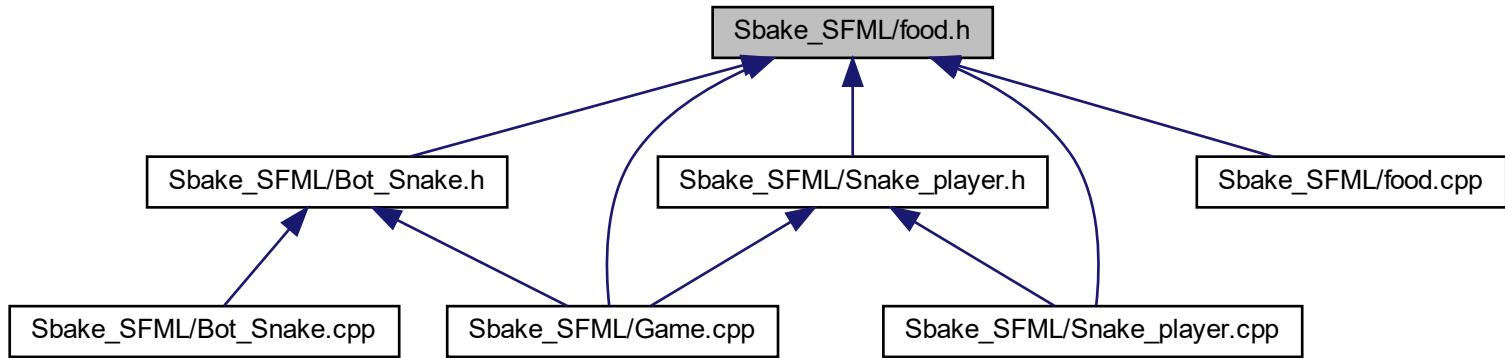 Sbake_SFML/food.h
Sbake_SFML/Bot_Snake.h
Sbake_SFML/Snake_player.h
Sbake_SFML/food.cpp
Sbake_SFML/Bot_Snake.cpp
Sbake_SFML/Game.cpp
Sbake_SFML/Snake_player.cpp